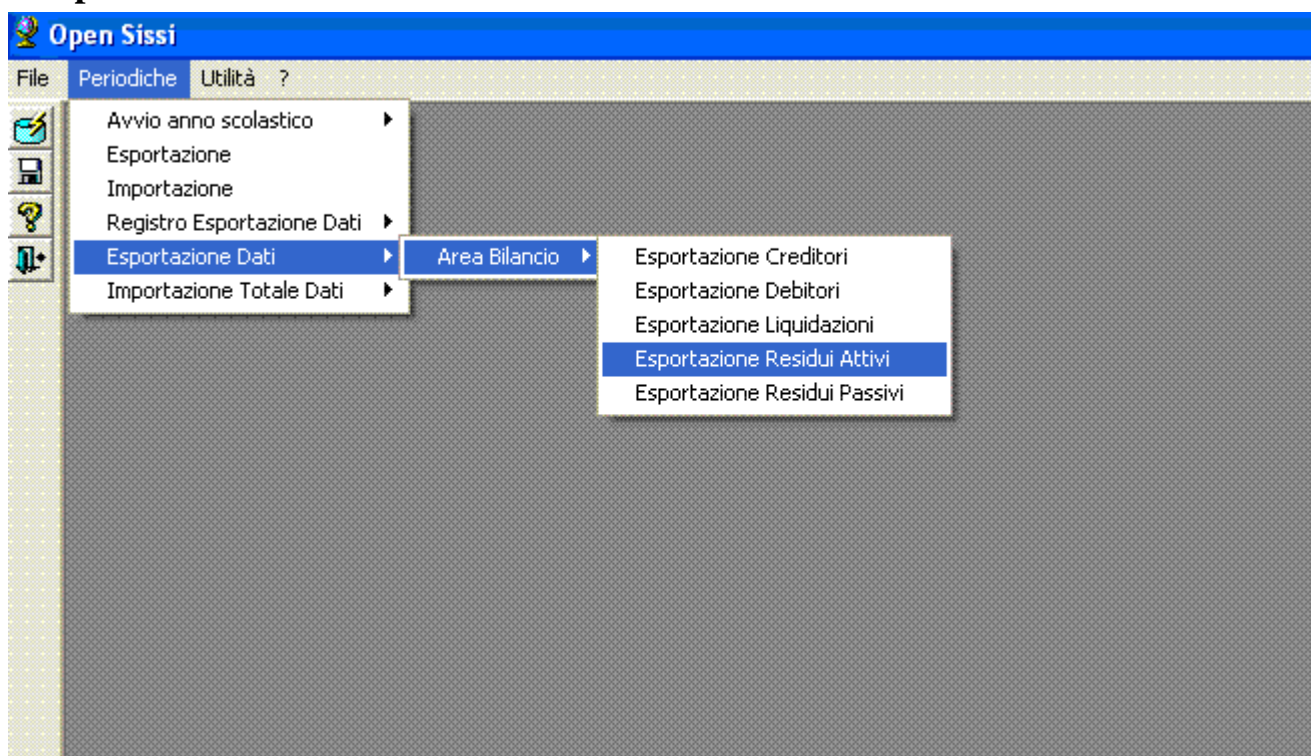 Open Sissi
File Periodiche Utilità ?
Avvio anno scolastico
Esportazione
Importazione
Registro Esportazione Dati
Esportazione Dati
Importazione Totale Dati
Area Bilancio
Esportazione Creditori
Esportazione Debitori
Esportazione Liquidazioni
Esportazione Residui Attivi
Esportazione Residui Passivi